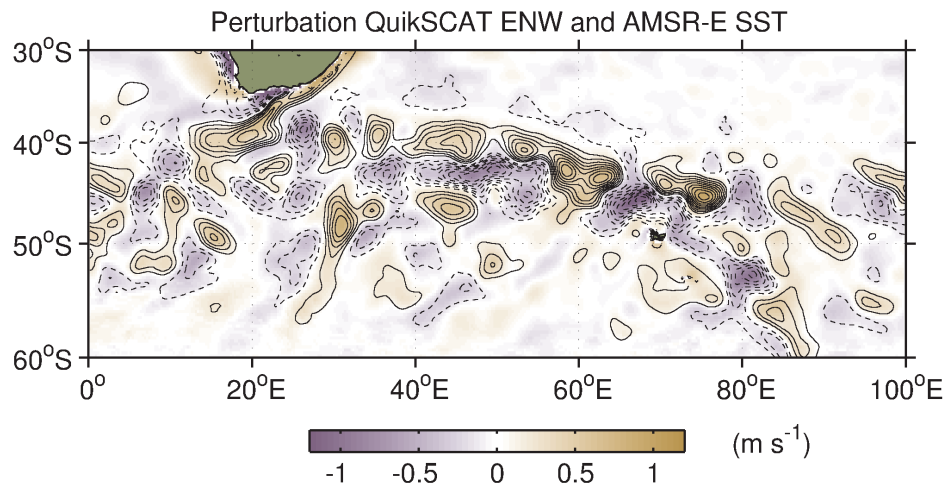 Perturbation QuikSCAT ENW and AMSR-E SST
30°S
40°S
50°S
60°S
0° 20°E 40°E 60°E 80°E 100°E
-1 -0.5 0 0.5 1 (m s⁻¹)